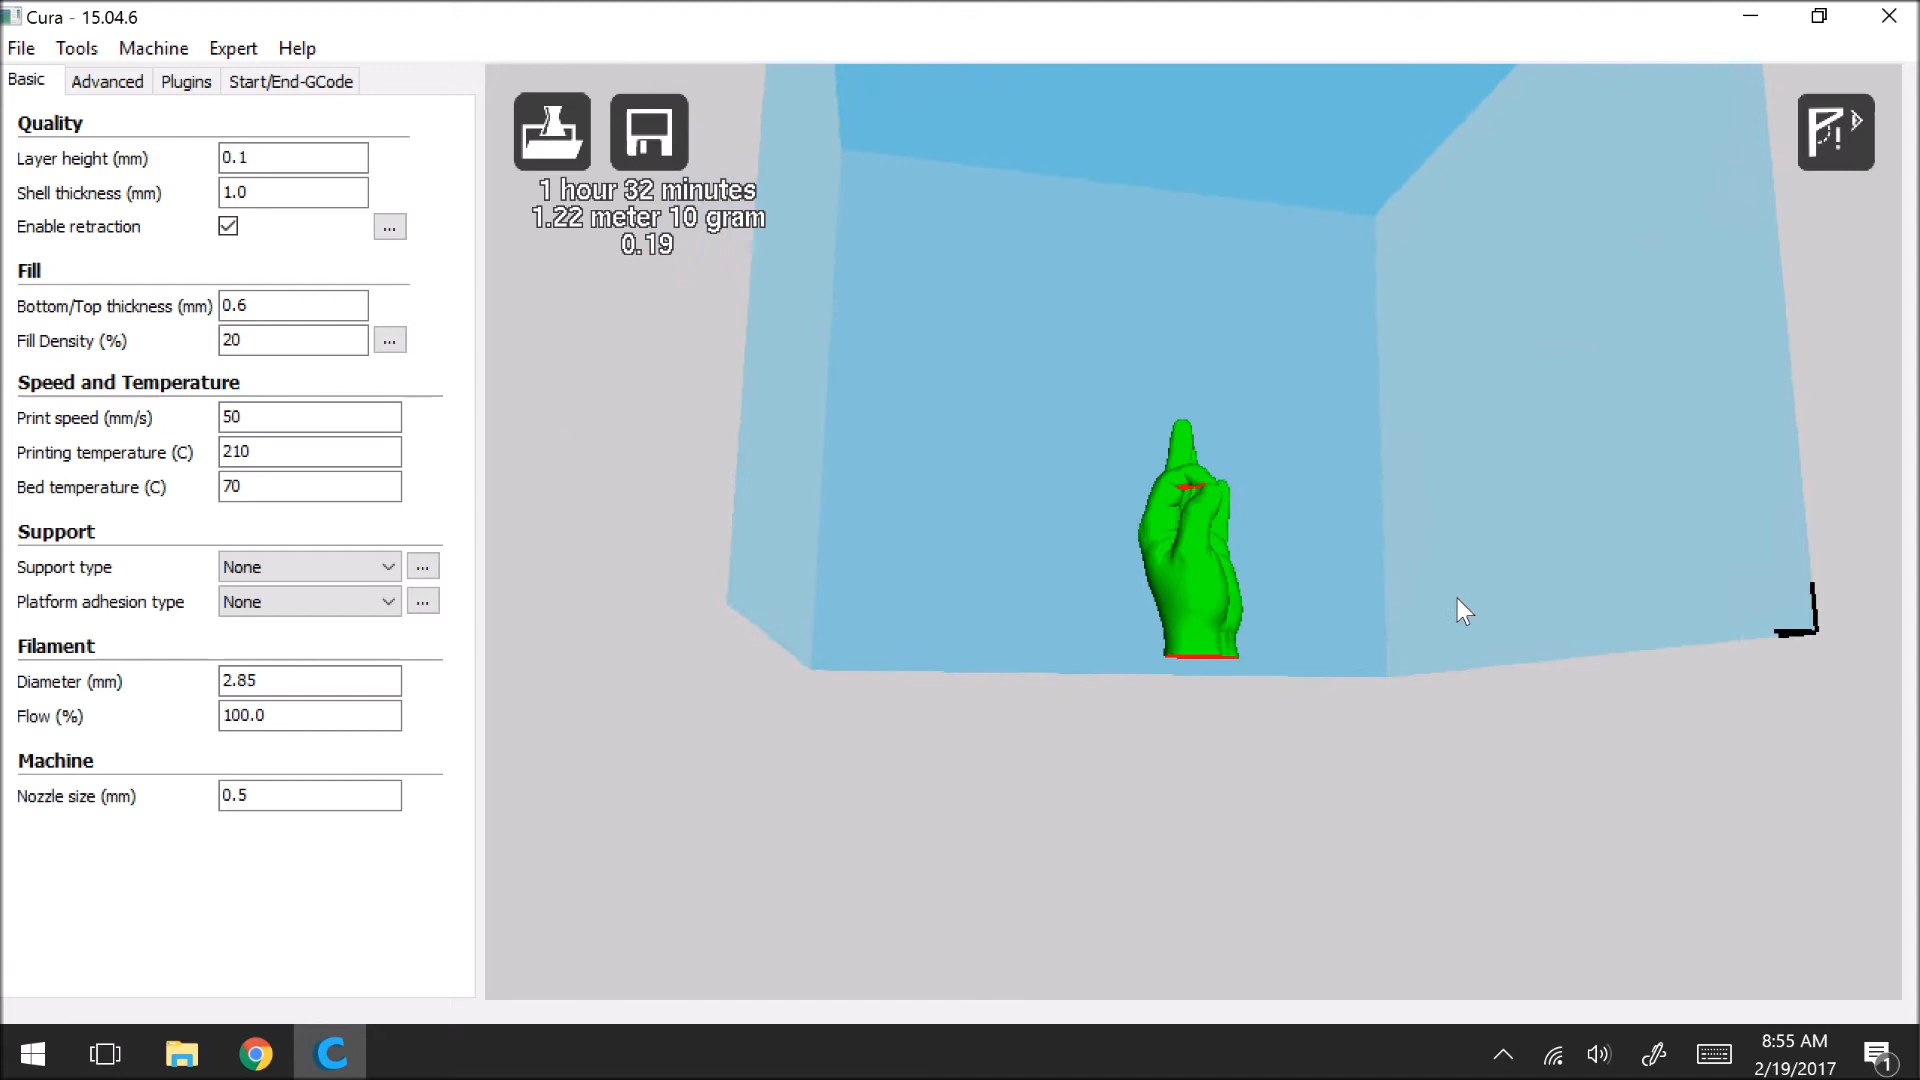 Cura - 15.04.6
File Tools Machine Expert Help
Basic Advanced Plugins Start/End-GCode
Quality
Layer height (mm) 0.1
Shell thickness (mm) 1.0
Enable retraction ...
Fill
Bottom/Top thickness (mm) 0.6
Fill Density (%) 20 ...
Speed and Temperature
Print speed (mm/s) 50
Printing temperature (C) 210
Bed temperature (C) 70
Support
Support type None ...
Platform adhesion type None ...
Filament
Diameter (mm) 2.85
Flow (%) 100.0
Machine
Nozzle size (mm) 0.5
1 hour 32 minutes
1.22 meter 10 gram
0.19
8:55 AM
2/19/2017
1